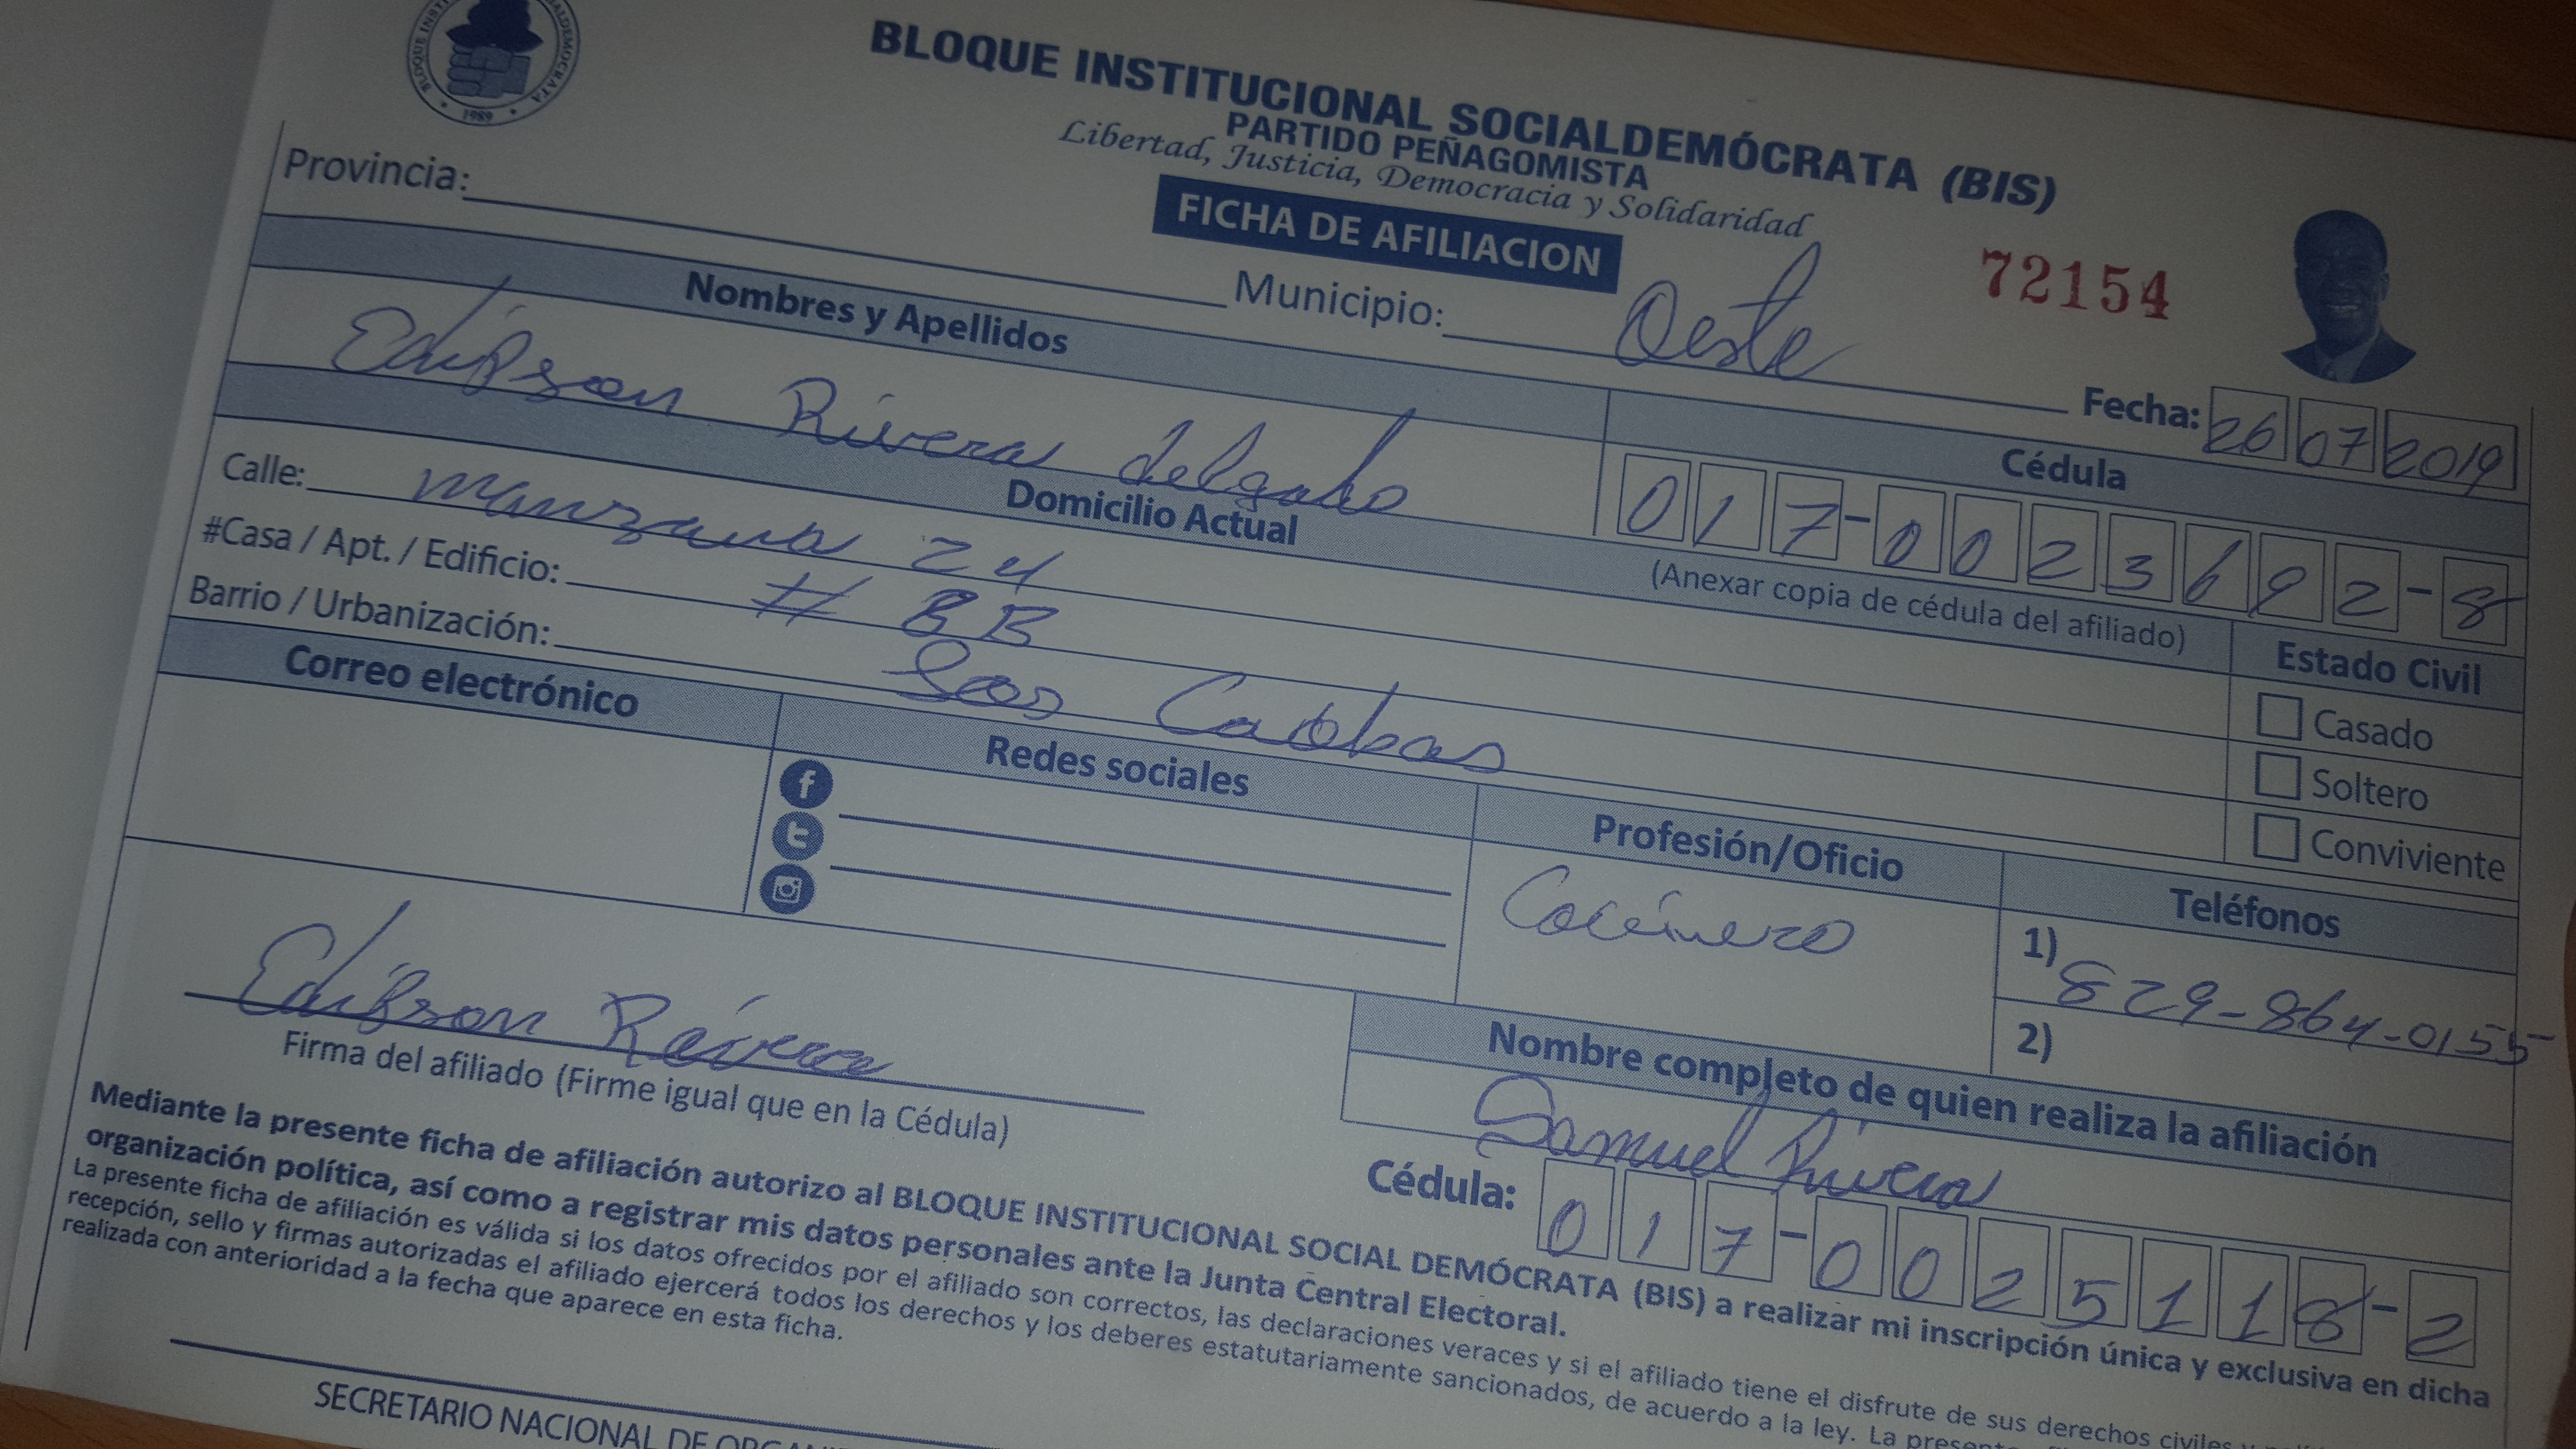 BLOQUE INSTITUCIONAL SOCIALDEMÓCRATA (BIS)
PARTIDO PEÑAGOMISTA
Libertad, Justicia, Democracia y Solidaridad
FICHA DE AFILIACION
72154
1989
Provincia:
Municipio: Oeste
Fecha: 26 07 2019
Nombres y Apellidos
Cédula
Rivera delgado
017-0023692-8
(Anexar copia de cédula del afiliado)
Domicilio Actual
Estado Civil
Calle: manzana 24
#Casa / Apt. / Edificio: # 8B
Barrio / Urbanización: Las Caobas
Casado
Soltero
Conviviente
Correo electrónico
Redes sociales
Profesión/Oficio
Teléfonos
Cocinero
1) 829-864-0155
2)
Rivera
Firma del afiliado (Firme igual que en la Cédula)
Nombre completo de quien realiza la afiliación
Samuel Rivera
Cédula: 017-0025118-2
Mediante la presente ficha de afiliación autorizo al BLOQUE INSTITUCIONAL SOCIAL DEMÓCRATA (BIS) a realizar mi inscripción única y exclusiva en dicha
organización política, así como a registrar mis datos personales ante la Junta Central Electoral.
La presente ficha de afiliación es válida si los datos ofrecidos por el afiliado son correctos, las declaraciones veraces y si el afiliado tiene el disfrute de sus derechos civiles
recepción, sello y firmas autorizadas el afiliado ejercerá todos los derechos y los deberes estatutariamente sancionados, de acuerdo a la ley. La
realizada con anterioridad a la fecha que aparece en esta ficha.
SECRETARIO NACIONAL DE